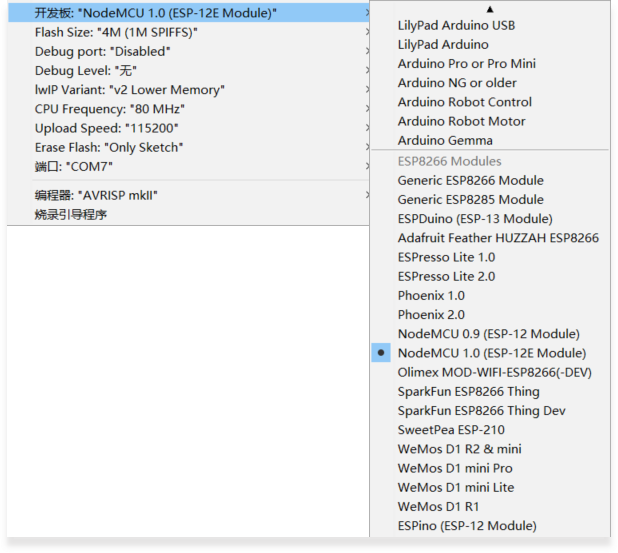 开发板: "NodeMCU 1.0 (ESP-12E Module)"
Flash Size: "4M (1M SPIFFS)"
Debug port: "Disabled"
Debug Level: "无"
lwIP Variant: "v2 Lower Memory"
CPU Frequency: "80 MHz"
Upload Speed: "115200"
Erase Flash: "Only Sketch"
端口: "COM7"
编程器: "AVRISP mkII"
烧录引导程序
LilyPad Arduino USB
LilyPad Arduino
Arduino Pro or Pro Mini
Arduino NG or older
Arduino Robot Control
Arduino Robot Motor
Arduino Gemma
ESP8266 Modules
Generic ESP8266 Module
Generic ESP8285 Module
ESPDuino (ESP-13 Module)
Adafruit Feather HUZZAH ESP8266
ESPresso Lite 1.0
ESPresso Lite 2.0
Phoenix 1.0
Phoenix 2.0
NodeMCU 0.9 (ESP-12 Module)
NodeMCU 1.0 (ESP-12E Module)
Olimex MOD-WIFI-ESP8266(-DEV)
SparkFun ESP8266 Thing
SparkFun ESP8266 Thing Dev
SweetPea ESP-210
WeMos D1 R2 & mini
WeMos D1 mini Pro
WeMos D1 mini Lite
WeMos D1 R1
ESPino (ESP-12 Module)